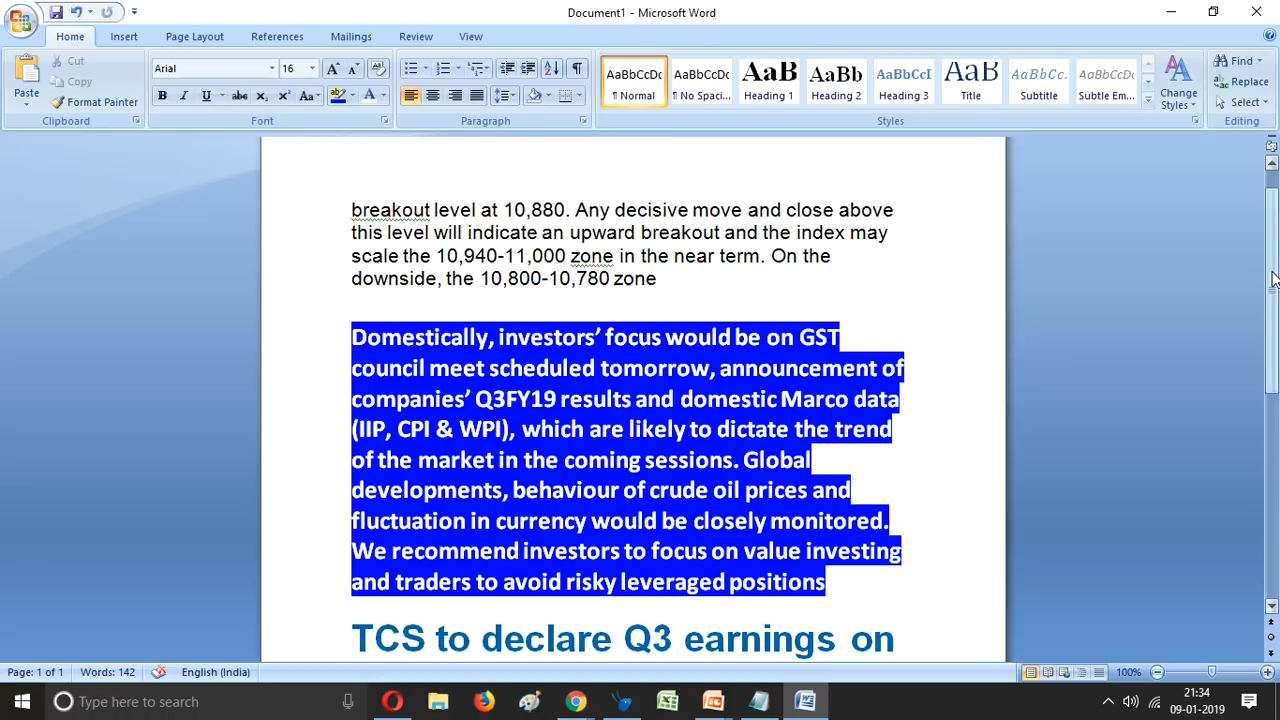 Document1 - Microsoft Word
Home Insert Page Layout References Mailings Review View
Paste Cut Copy Format Painter Clipboard
Arial 16 Font
Paragraph
AaBbCcDc ¶ Normal
AaBbCcDc ¶ No Spaci...
AaB Heading 1
AaBb Heading 2
AaBbCcI Heading 3
AaB Title
AaBbCc. Subtitle
AaBbCcDc Subtle Em...
Change Styles
Styles
Find Replace Select Editing
breakout level at 10,880. Any decisive move and close above
this level will indicate an upward breakout and the index may
scale the 10,940-11,000 zone in the near term. On the
downside, the 10,800-10,780 zone
Domestically, investors’ focus would be on GST
council meet scheduled tomorrow, announcement of
companies’ Q3FY19 results and domestic Marco data
(IIP, CPI & WPI), which are likely to dictate the trend
of the market in the coming sessions. Global
developments, behaviour of crude oil prices and
fluctuation in currency would be closely monitored.
We recommend investors to focus on value investing
and traders to avoid risky leveraged positions
TCS to declare Q3 earnings on
Page: 1 of 1 Words: 142 English (India) 100%
Type here to search
21:34
09-01-2019